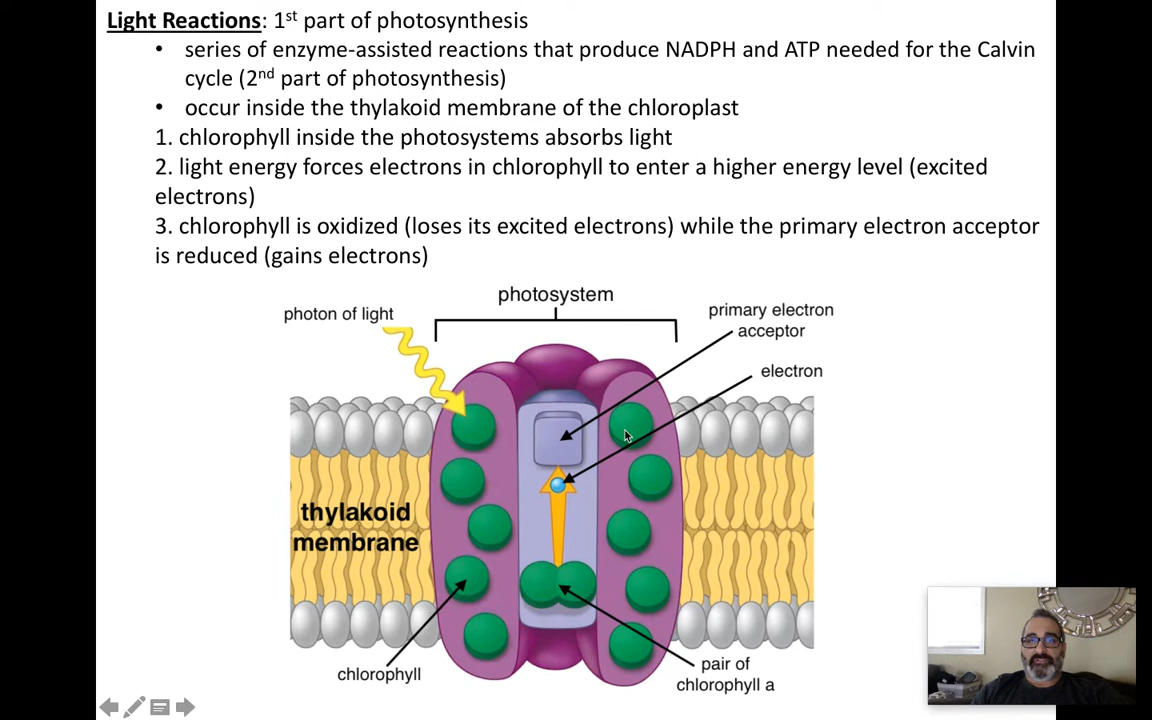 Light Reactions: 1st part of photosynthesis
• series of enzyme-assisted reactions that produce NADPH and ATP needed for the Calvin
cycle (2nd part of photosynthesis)
• occur inside the thylakoid membrane of the chloroplast
1. chlorophyll inside the photosystems absorbs light
2. light energy forces electrons in chlorophyll to enter a higher energy level (excited
electrons)
3. chlorophyll is oxidized (loses its excited electrons) while the primary electron acceptor
is reduced (gains electrons)
photosystem
photon of light
primary electron
acceptor
electron
thylakoid
membrane
chlorophyll
pair of
chlorophyll a